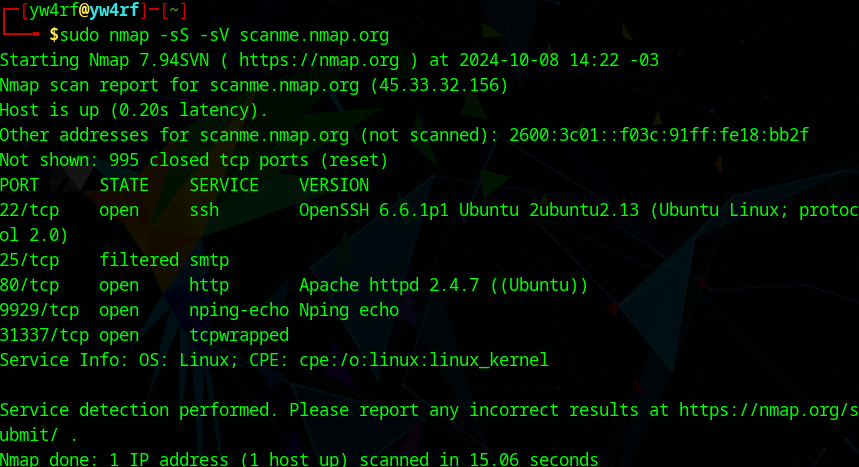 ┌─[yw4rf@yw4rf]─[~]
└──╼ $sudo nmap -sS -sV scanme.nmap.org
Starting Nmap 7.94SVN ( https://nmap.org ) at 2024-10-08 14:22 -03
Nmap scan report for scanme.nmap.org (45.33.32.156)
Host is up (0.20s latency).
Other addresses for scanme.nmap.org (not scanned): 2600:3c01::f03c:91ff:fe18:bb2f
Not shown: 995 closed tcp ports (reset)
PORT      STATE    SERVICE    VERSION
22/tcp    open     ssh        OpenSSH 6.6.1p1 Ubuntu 2ubuntu2.13 (Ubuntu Linux; protoc
ol 2.0)
25/tcp    filtered smtp
80/tcp    open     http       Apache httpd 2.4.7 ((Ubuntu))
9929/tcp  open     nping-echo Nping echo
31337/tcp open     tcpwrapped
Service Info: OS: Linux; CPE: cpe:/o:linux:linux_kernel
Service detection performed. Please report any incorrect results at https://nmap.org/s
ubmit/ .
Nmap done: 1 IP address (1 host up) scanned in 15.06 seconds